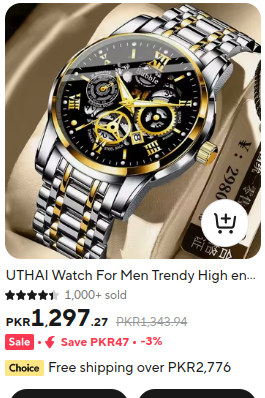 2980
UTHAI Watch For Men Trendy High en...
1,000+ sold
PKR1,297.27 PKR1,343.94
Sale Save PKR47 • -3%
Choice Free shipping over PKR2,776